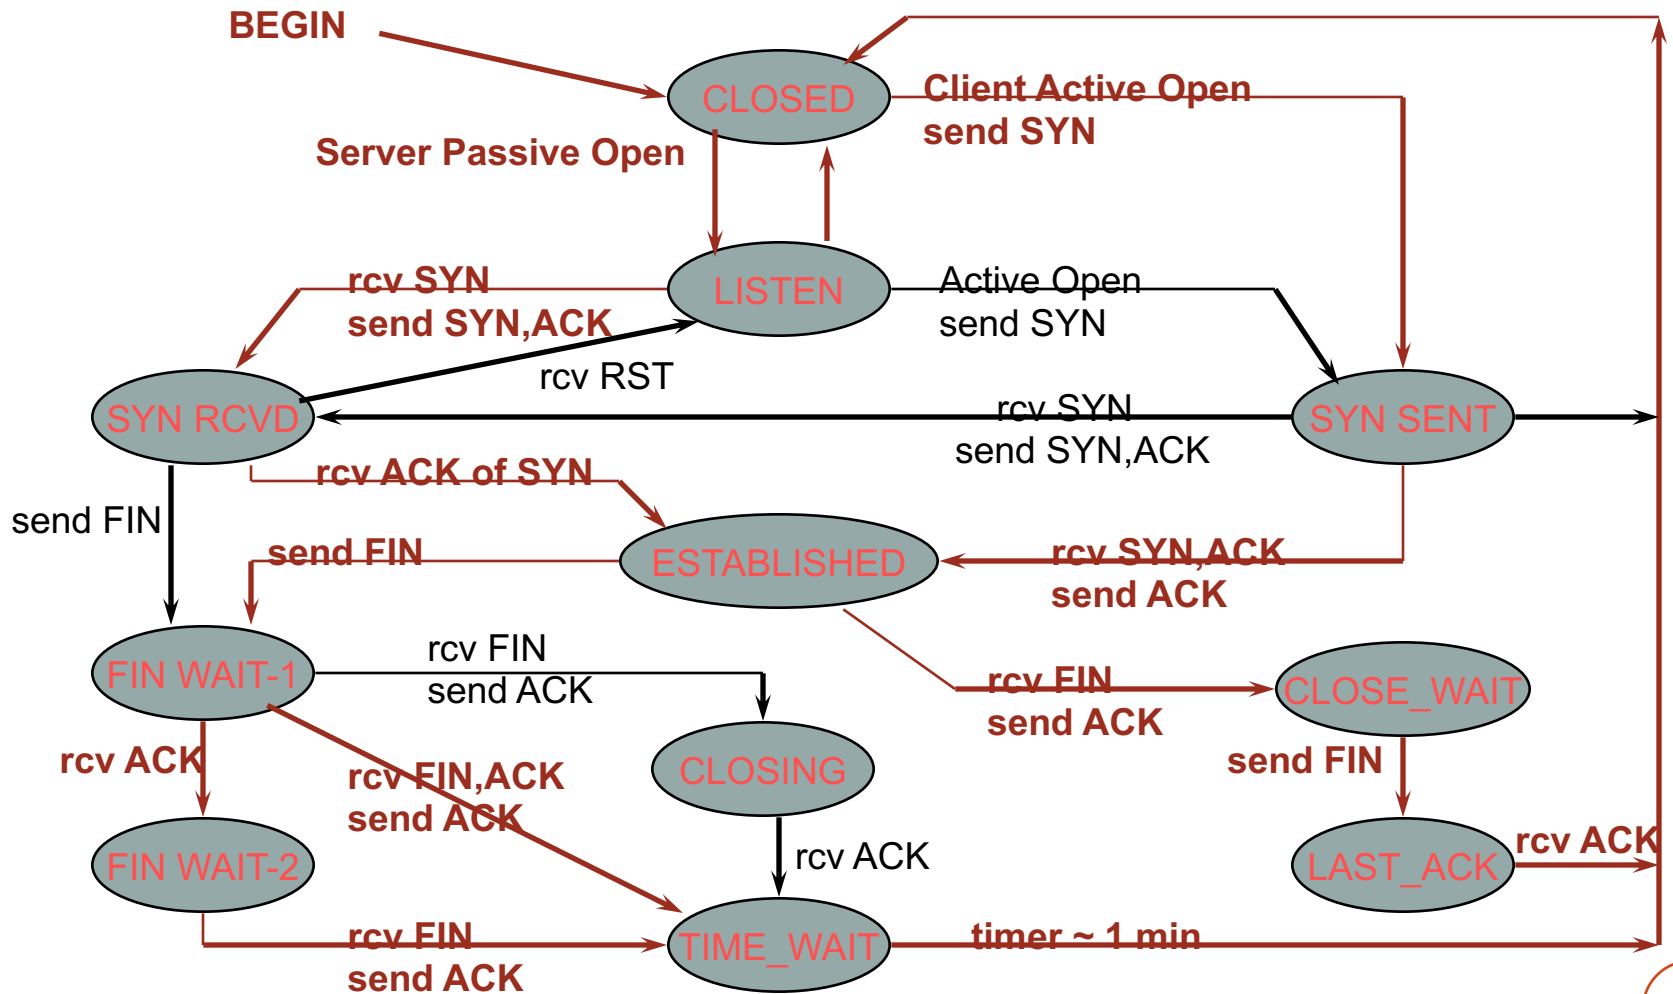 BEGIN
CLOSED
Client Active Open
send SYN
Server Passive Open
rcv SYN
send SYN,ACK
LISTEN
Active Open
send SYN
rcv RST
SYN RCVD
rcv SYN
send SYN,ACK
SYN SENT
rcv ACK of SYN
send FIN
send FIN
ESTABLISHED
rcv SYN,ACK
send ACK
FIN WAIT-1
rcv FIN
send ACK
rcv FIN
send ACK
CLOSE_WAIT
rcv ACK
rcv FIN,ACK
send ACK
CLOSING
send FIN
FIN WAIT-2
rcv ACK
LAST_ACK
rcv ACK
rcv FIN
send ACK
TIME_WAIT
timer ~ 1 min